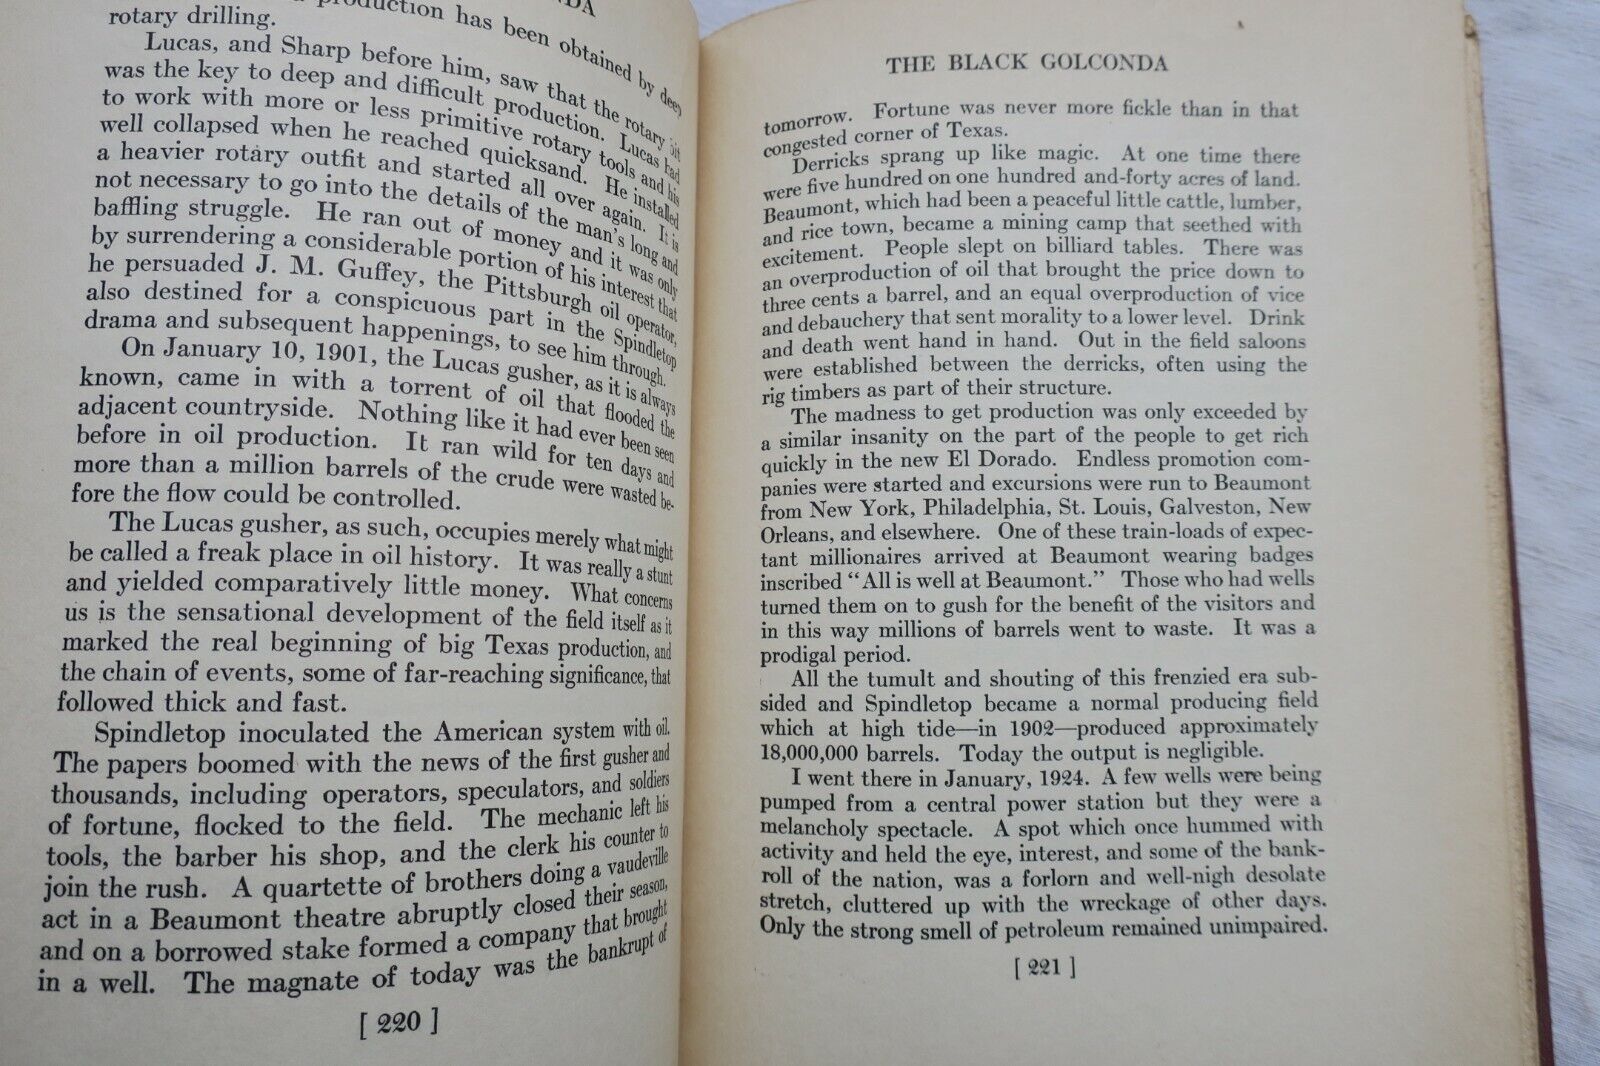 NDA
production has been obtained by deep
rotary drilling.
Lucas, and Sharp before him, saw that the rotary bit
was the key to deep and difficult production. Lucas had
to work with more or less primitive rotary tools and his
well collapsed when he reached quicksand. He installed
a heavier rotary outfit and started all over again. It is
not necessary to go into the details of the man's long and
baffling struggle. He ran out of money and it was only
by surrendering a considerable portion of his interest that
he persuaded J. M. Guffey, the Pittsburgh oil operator,
also destined for a conspicuous part in the Spindletop
drama and subsequent happenings, to see him through.
On January 10, 1901, the Lucas gusher, as it is always
known, came in with a torrent of oil that flooded the
adjacent countryside. Nothing like it had ever been seen
before in oil production. It ran wild for ten days and
more than a million barrels of the crude were wasted be-
fore the flow could be controlled.
The Lucas gusher, as such, occupies merely what might
be called a freak place in oil history. It was really a stunt
and yielded comparatively little money. What concerns
us is the sensational development of the field itself as it
marked the real beginning of big Texas production, and
the chain of events, some of far-reaching significance, that
followed thick and fast.
Spindletop inoculated the American system with oil.
The papers boomed with the news of the first gusher and
thousands, including operators, speculators, and soldiers
of fortune, flocked to the field. The mechanic left his
tools, the barber his shop, and the clerk his counter to
join the rush. A quartette of brothers doing a vaudeville
act in a Beaumont theatre abruptly closed their season,
and on a borrowed stake formed a company that brought
in a well. The magnate of today was the bankrupt of
[ 220 ]
THE BLACK GOLCONDA
tomorrow. Fortune was never more fickle than in that
congested corner of Texas.
Derricks sprang up like magic. At one time there
were five hundred on one hundred and-forty acres of land.
Beaumont, which had been a peaceful little cattle, lumber,
and rice town, became a mining camp that seethed with
excitement. People slept on billiard tables. There was
an overproduction of oil that brought the price down to
three cents a barrel, and an equal overproduction of vice
and debauchery that sent morality to a lower level. Drink
and death went hand in hand. Out in the field saloons
were established between the derricks, often using the
rig timbers as part of their structure.
The madness to get production was only exceeded by
a similar insanity on the part of the people to get rich
quickly in the new El Dorado. Endless promotion com-
panies were started and excursions were run to Beaumont
from New York, Philadelphia, St. Louis, Galveston, New
Orleans, and elsewhere. One of these train-loads of expec-
tant millionaires arrived at Beaumont wearing badges
inscribed "All is well at Beaumont." Those who had wells
turned them on to gush for the benefit of the visitors and
in this way millions of barrels went to waste. It was a
prodigal period.
All the tumult and shouting of this frenzied era sub-
sided and Spindletop became a normal producing field
which at high tide—in 1902—produced approximately
18,000,000 barrels. Today the output is negligible.
I went there in January, 1924. A few wells were being
pumped from a central power station but they were a
melancholy spectacle. A spot which once hummed with
activity and held the eye, interest, and some of the bank-
roll of the nation, was a forlorn and well-nigh desolate
stretch, cluttered up with the wreckage of other days.
Only the strong smell of petroleum remained unimpaired.
[ 221 ]